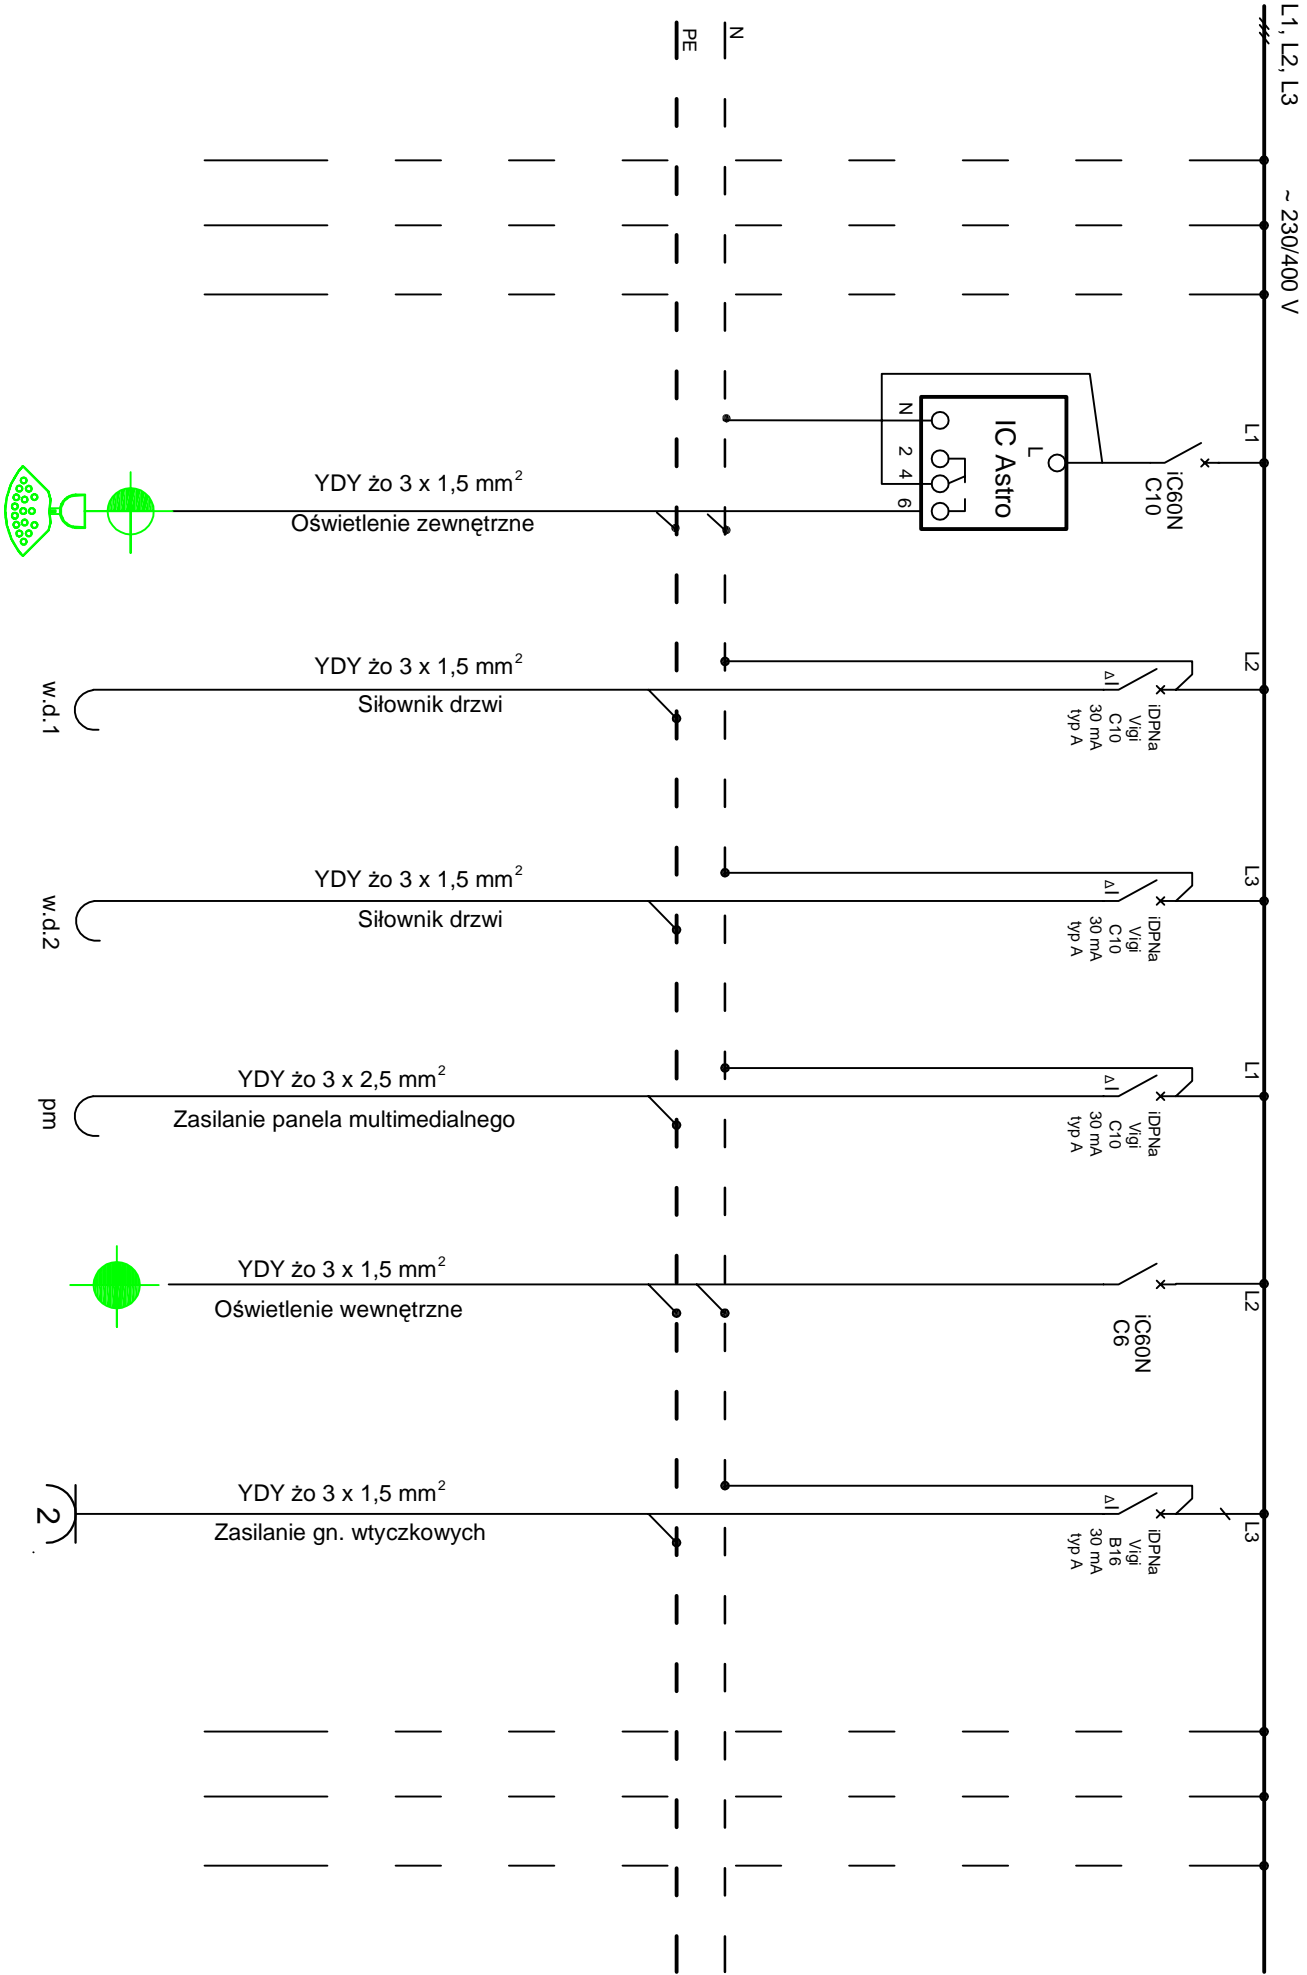 L1, L2, L3
~ 230/400 V
N
PE
L1
iC60N
C10
IC Astro
L
N
2
4
6
YDY żo 3 x 1,5 mm²
Oświetlenie zewnętrzne
L2
iDPNa
Vigi
C10
30 mA
typ A
ΔI
YDY żo 3 x 1,5 mm²
Siłownik drzwi
w.d.1
L3
iDPNa
Vigi
C10
30 mA
typ A
ΔI
YDY żo 3 x 1,5 mm²
Siłownik drzwi
w.d.2
L1
iDPNa
Vigi
C10
30 mA
typ A
ΔI
YDY żo 3 x 2,5 mm²
Zasilanie panela multimedialnego
pm
L2
iC60N
C6
YDY żo 3 x 1,5 mm²
Oświetlenie wewnętrzne
L3
iDPNa
Vigi
B16
30 mA
typ A
ΔI
YDY żo 3 x 1,5 mm²
Zasilanie gn. wtyczkowych
2